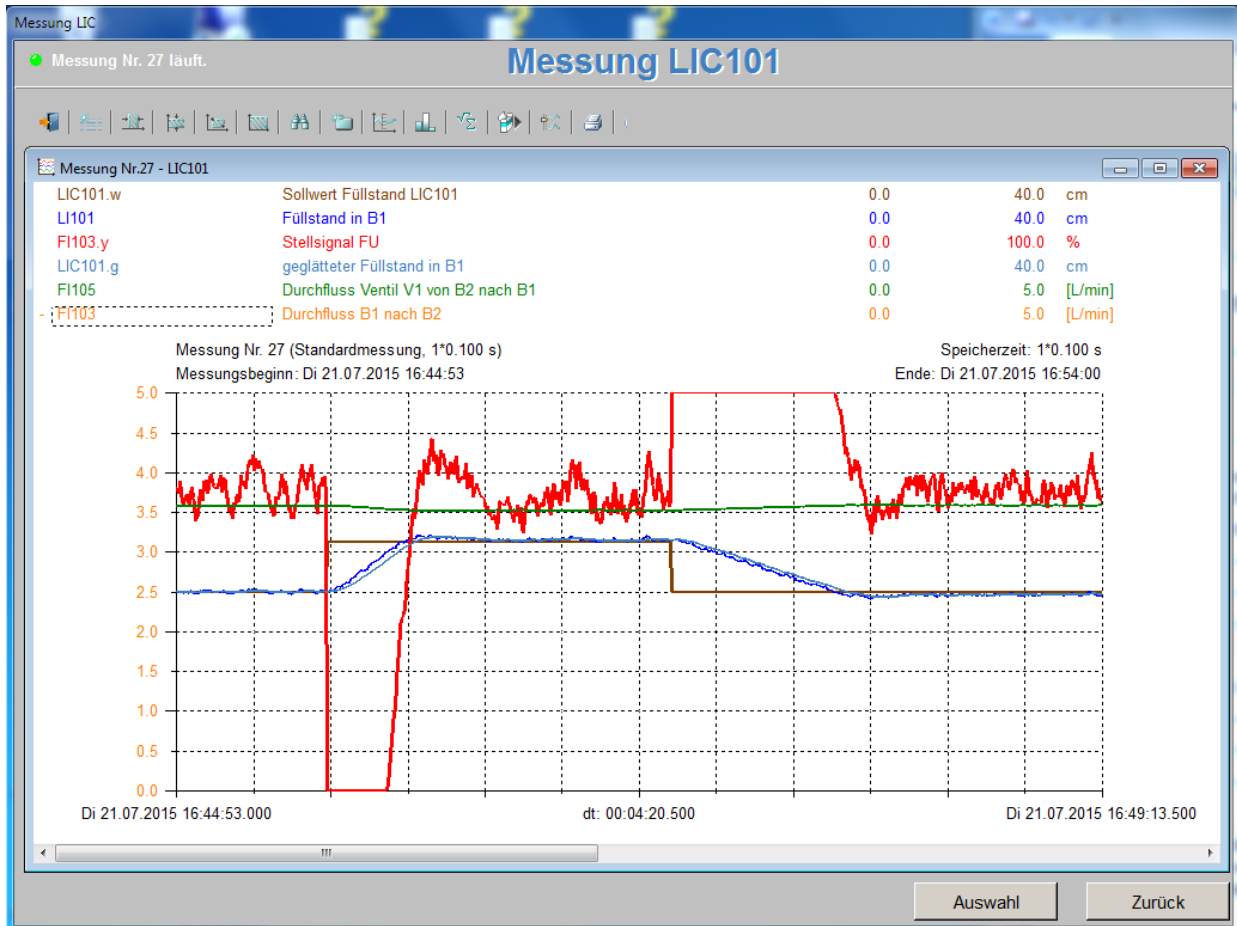 Messung LIC
Messung Nr. 27 läuft.
Messung LIC101
Messung Nr.27 - LIC101
LIC101.w Sollwert Füllstand LIC101 0.0 40.0 cm
LI101 Füllstand in B1 0.0 40.0 cm
FI103.y Stellsignal FU 0.0 100.0 %
LIC101.g geglätteter Füllstand in B1 0.0 40.0 cm
FI105 Durchfluss Ventil V1 von B2 nach B1 0.0 5.0 [L/min]
- FI103 Durchfluss B1 nach B2 0.0 5.0 [L/min]
Messung Nr. 27 (Standardmessung, 1*0.100 s) Speicherzeit: 1*0.100 s
Messungsbeginn: Di 21.07.2015 16:44:53 Ende: Di 21.07.2015 16:54:00
5.0
4.5
4.0
3.5
3.0
2.5
2.0
1.5
1.0
0.5
0.0
Di 21.07.2015 16:44:53.000 dt: 00:04:20.500 Di 21.07.2015 16:49:13.500
Auswahl Zurück